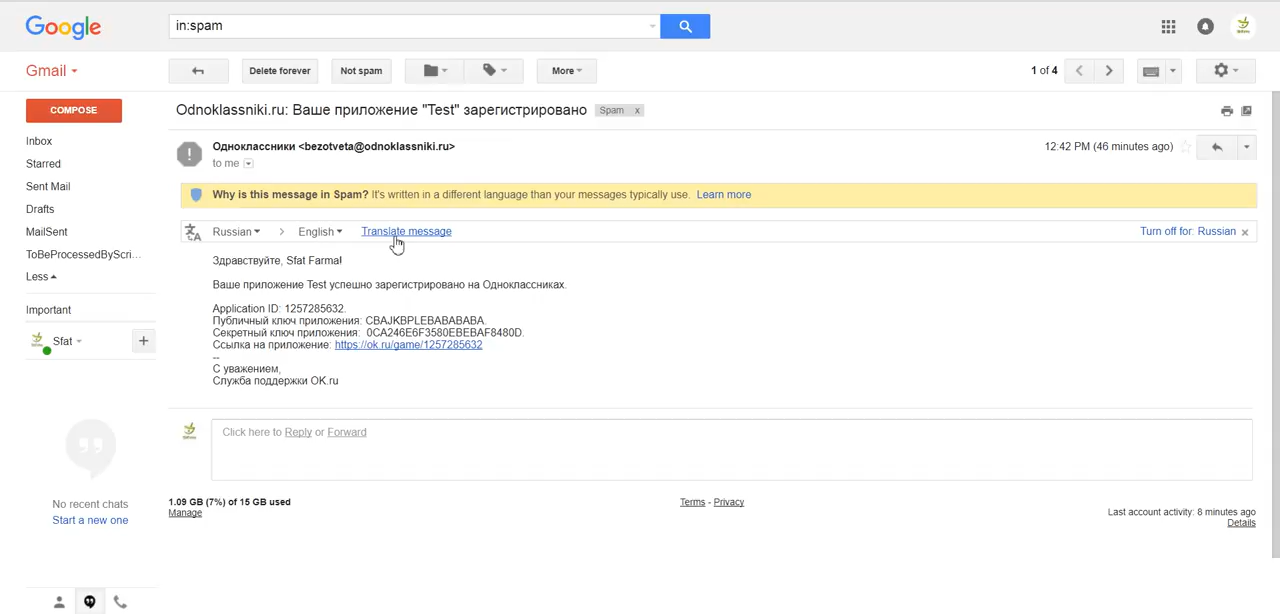 Google in:spam
Gmail Delete forever Not spam More 1 of 4
COMPOSE
Odnoklassniki.ru: Ваше приложение "Test" зарегистрировано Spam x
Inbox
Starred
Sent Mail
Drafts
MailSent
ToBeProcessedByScri...
Less
Important
Sfat
No recent chats
Start a new one
Одноклассники <bezotveta@odnoklassniki.ru> 12:42 PM (46 minutes ago)
to me
Why is this message in Spam? It's written in a different language than your messages typically use. Learn more
Russian > English Translate message Turn off for: Russian x
Здравствуйте, Sfat Farma!
Ваше приложение Test успешно зарегистрировано на Одноклассниках.
Application ID: 1257285632.
Публичный ключ приложения: CBAJKBPLEBABABABA.
Секретный ключ приложения: 0CA246E6F3580EBEBAF8480D.
Ссылка на приложение: https://ok.ru/game/1257285632
--
С уважением,
Служба поддержки OK.ru
Click here to Reply or Forward
1.09 GB (7%) of 15 GB used
Manage
Terms - Privacy
Last account activity: 8 minutes ago
Details